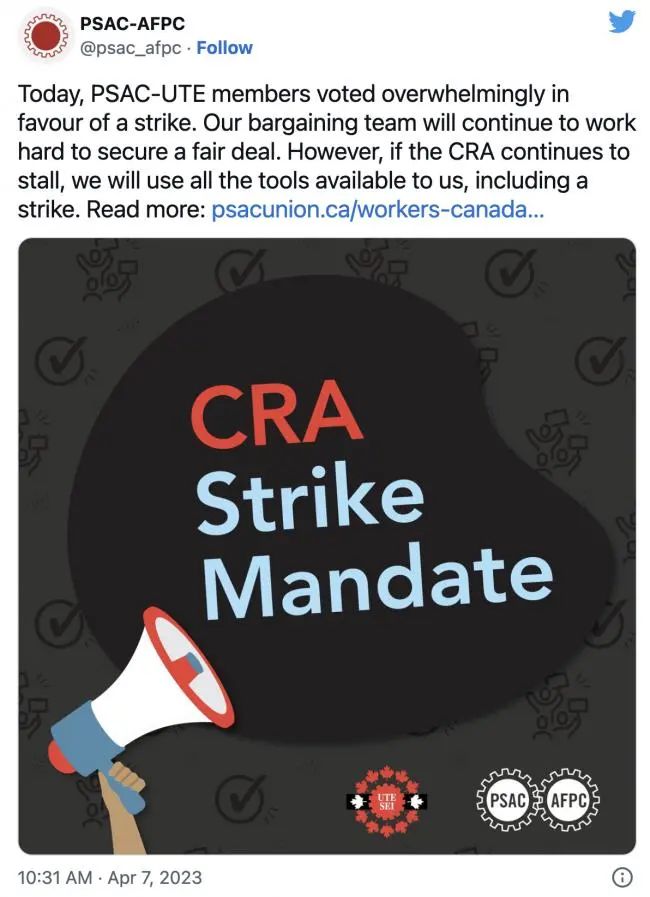 PSAC-AFPC
@psac_afpc · Follow
Today, PSAC-UTE members voted overwhelmingly in
favour of a strike. Our bargaining team will continue to work
hard to secure a fair deal. However, if the CRA continues to
stall, we will use all the tools available to us, including a
strike. Read more: psacunion.ca/workers-canada...
CRA
Strike
Mandate
UTE
SEI
PSAC AFPC
10:31 AM · Apr 7, 2023